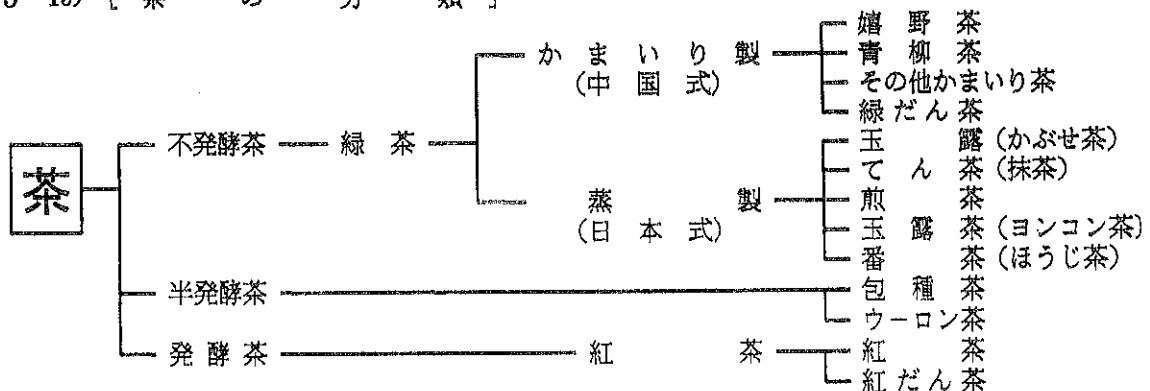 [茶の分類]
嬉野茶
かまいり製 青柳茶
(中国式) その他かまいり茶
緑だん茶
不発酵茶 緑茶 玉露(かぶせ茶)
てん茶(抹茶)
茶 蒸製 煎茶
(日本式) 玉露茶(ヨンコン茶)
番茶(ほうじ茶)
半発酵茶 包種茶
ウーロン茶
発酵茶 紅茶 紅茶
紅だん茶